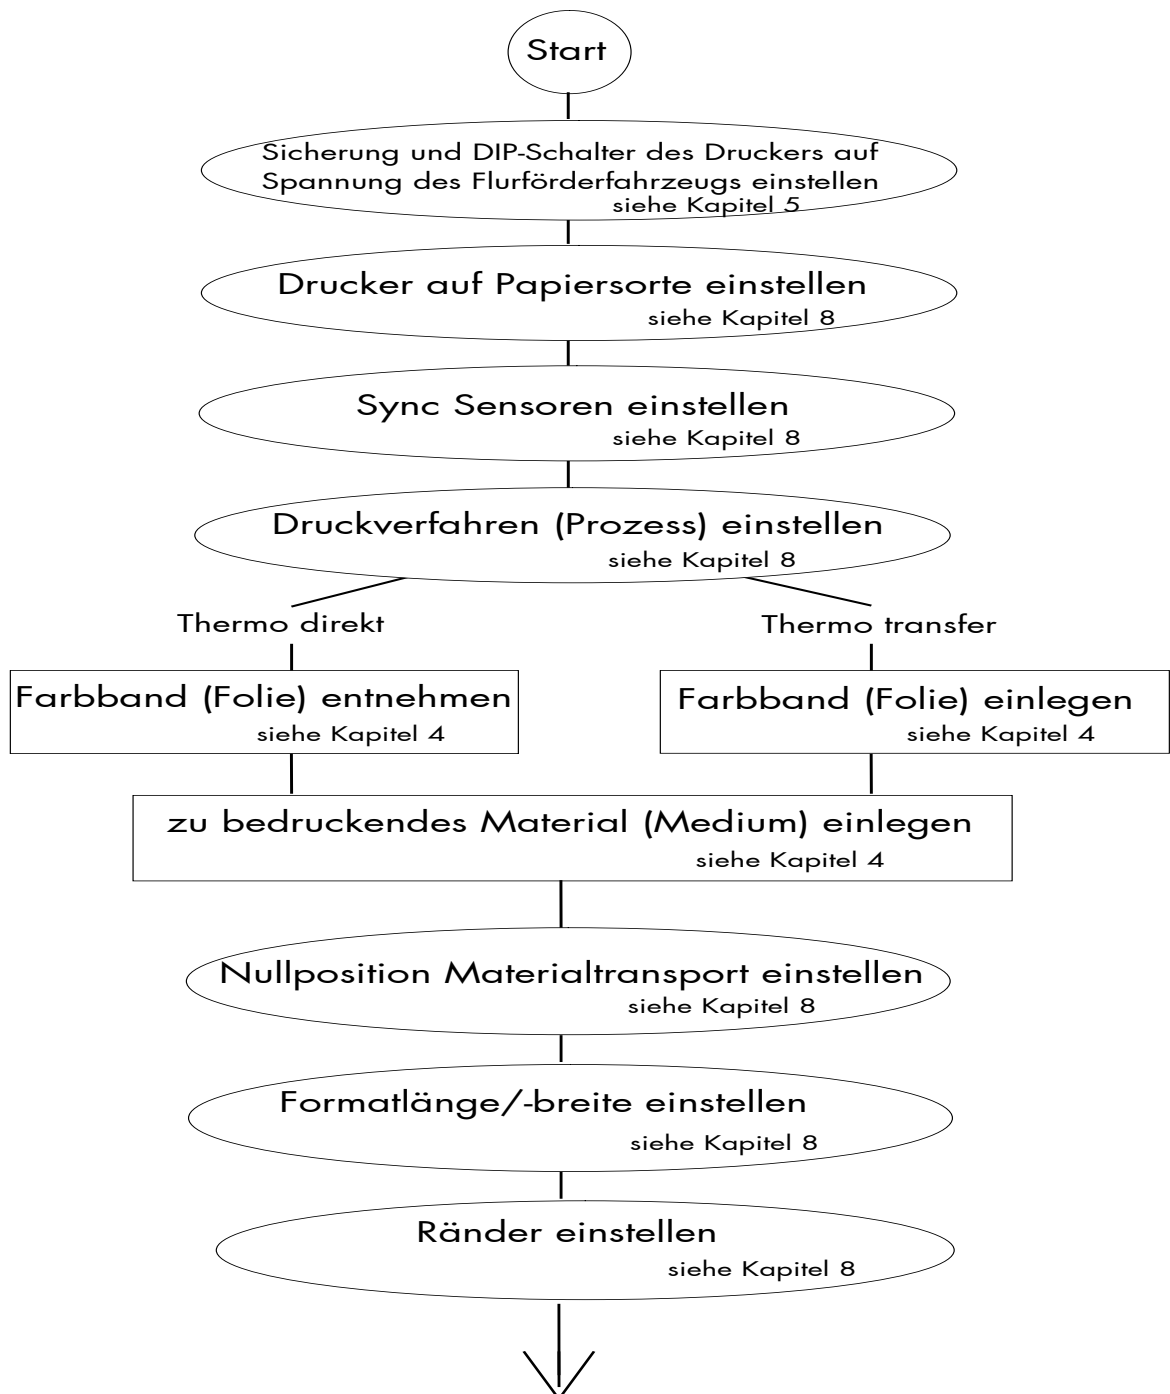 Start
Sicherung und DIP-Schalter des Druckers auf
Spannung des Flurförderfahrzeugs einstellen
siehe Kapitel 5
Drucker auf Papiersorte einstellen
siehe Kapitel 8
Sync Sensoren einstellen
siehe Kapitel 8
Druckverfahren (Prozess) einstellen
siehe Kapitel 8
Thermo direkt
Thermo transfer
Farbband (Folie) entnehmen
siehe Kapitel 4
Farbband (Folie) einlegen
siehe Kapitel 4
zu bedruckendes Material (Medium) einlegen
siehe Kapitel 4
Nullposition Materialtransport einstellen
siehe Kapitel 8
Formatlänge/-breite einstellen
siehe Kapitel 8
Ränder einstellen
siehe Kapitel 8